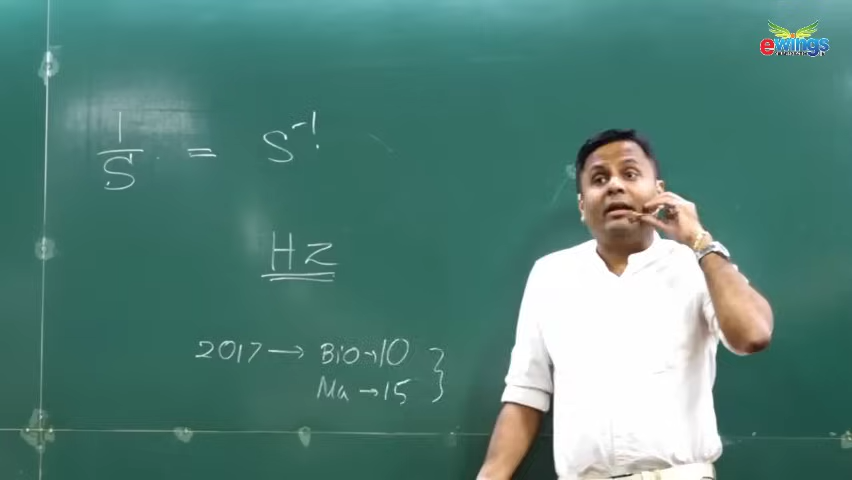 ewings
1/S = S⁻¹
HZ
2017 → Bio → 10
Ma → 15